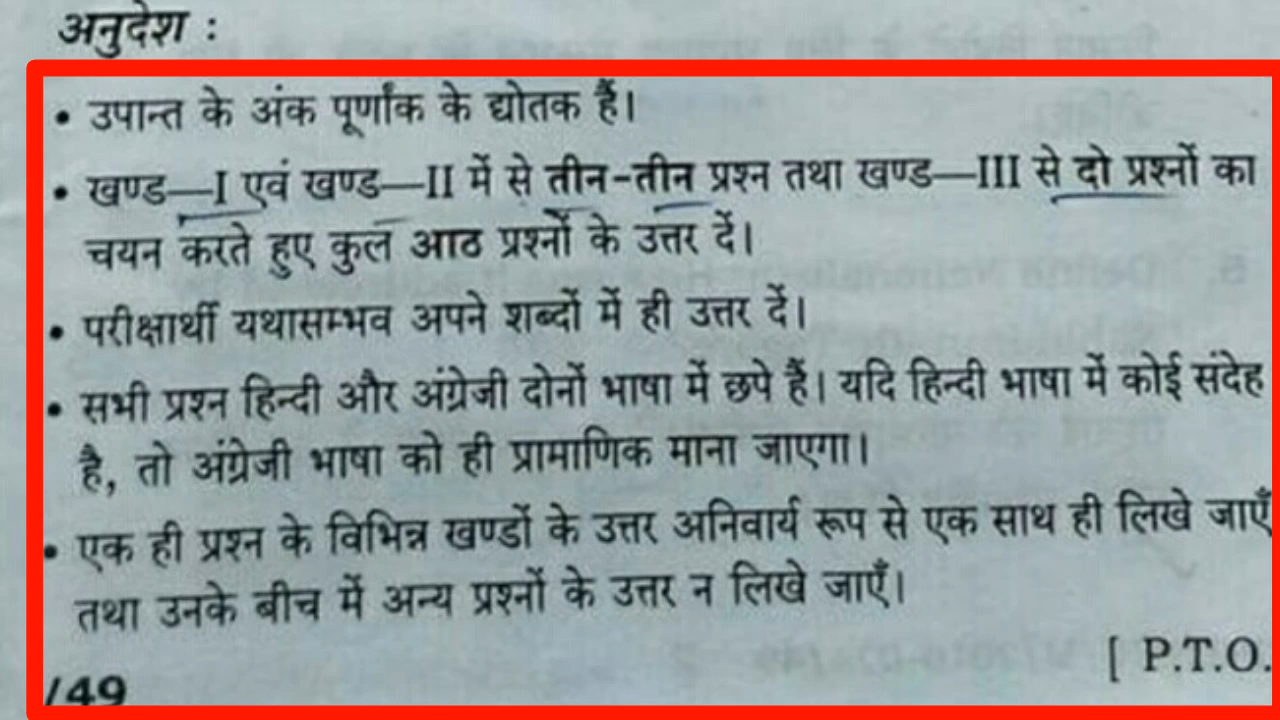 अनुदेश :
• उपान्त के अंक पूर्णांक के द्योतक हैं।
• खण्ड—I एवं खण्ड—II में से तीन-तीन प्रश्न तथा खण्ड—III से दो प्रश्नों का
चयन करते हुए कुल आठ प्रश्नों के उत्तर दें।
• परीक्षार्थी यथासम्भव अपने शब्दों में ही उत्तर दें।
• सभी प्रश्न हिन्दी और अंग्रेजी दोनों भाषा में छपे हैं। यदि हिन्दी भाषा में कोई संदेह
है, तो अंग्रेजी भाषा को ही प्रामाणिक माना जाएगा।
• एक ही प्रश्न के विभिन्न खण्डों के उत्तर अनिवार्य रूप से एक साथ ही लिखे जाएँ
तथा उनके बीच में अन्य प्रश्नों के उत्तर न लिखे जाएँ।
[ P.T.O.
/49